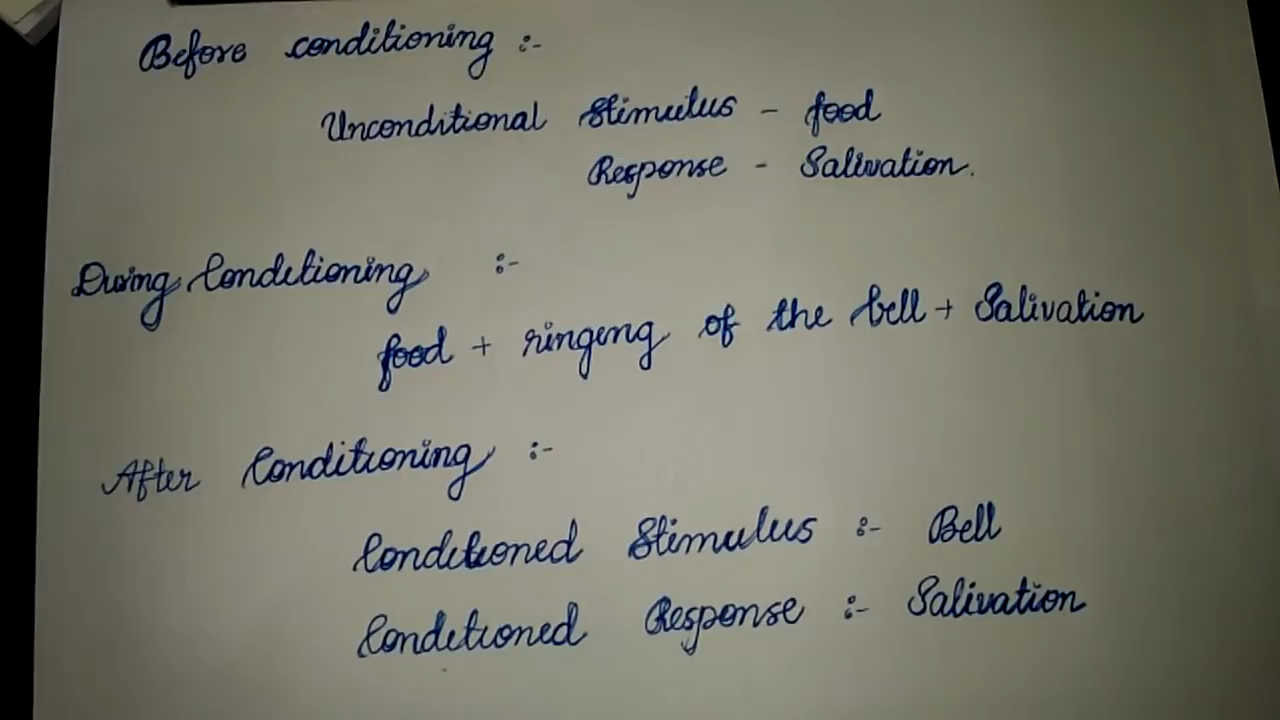 Before conditioning :-
Unconditional Stimulus - food
Response - Salivation.
During Conditioning :-
food + ringing of the bell + Salivation
After Conditioning :-
Conditioned Stimulus :- Bell
Conditioned Response :- Salivation